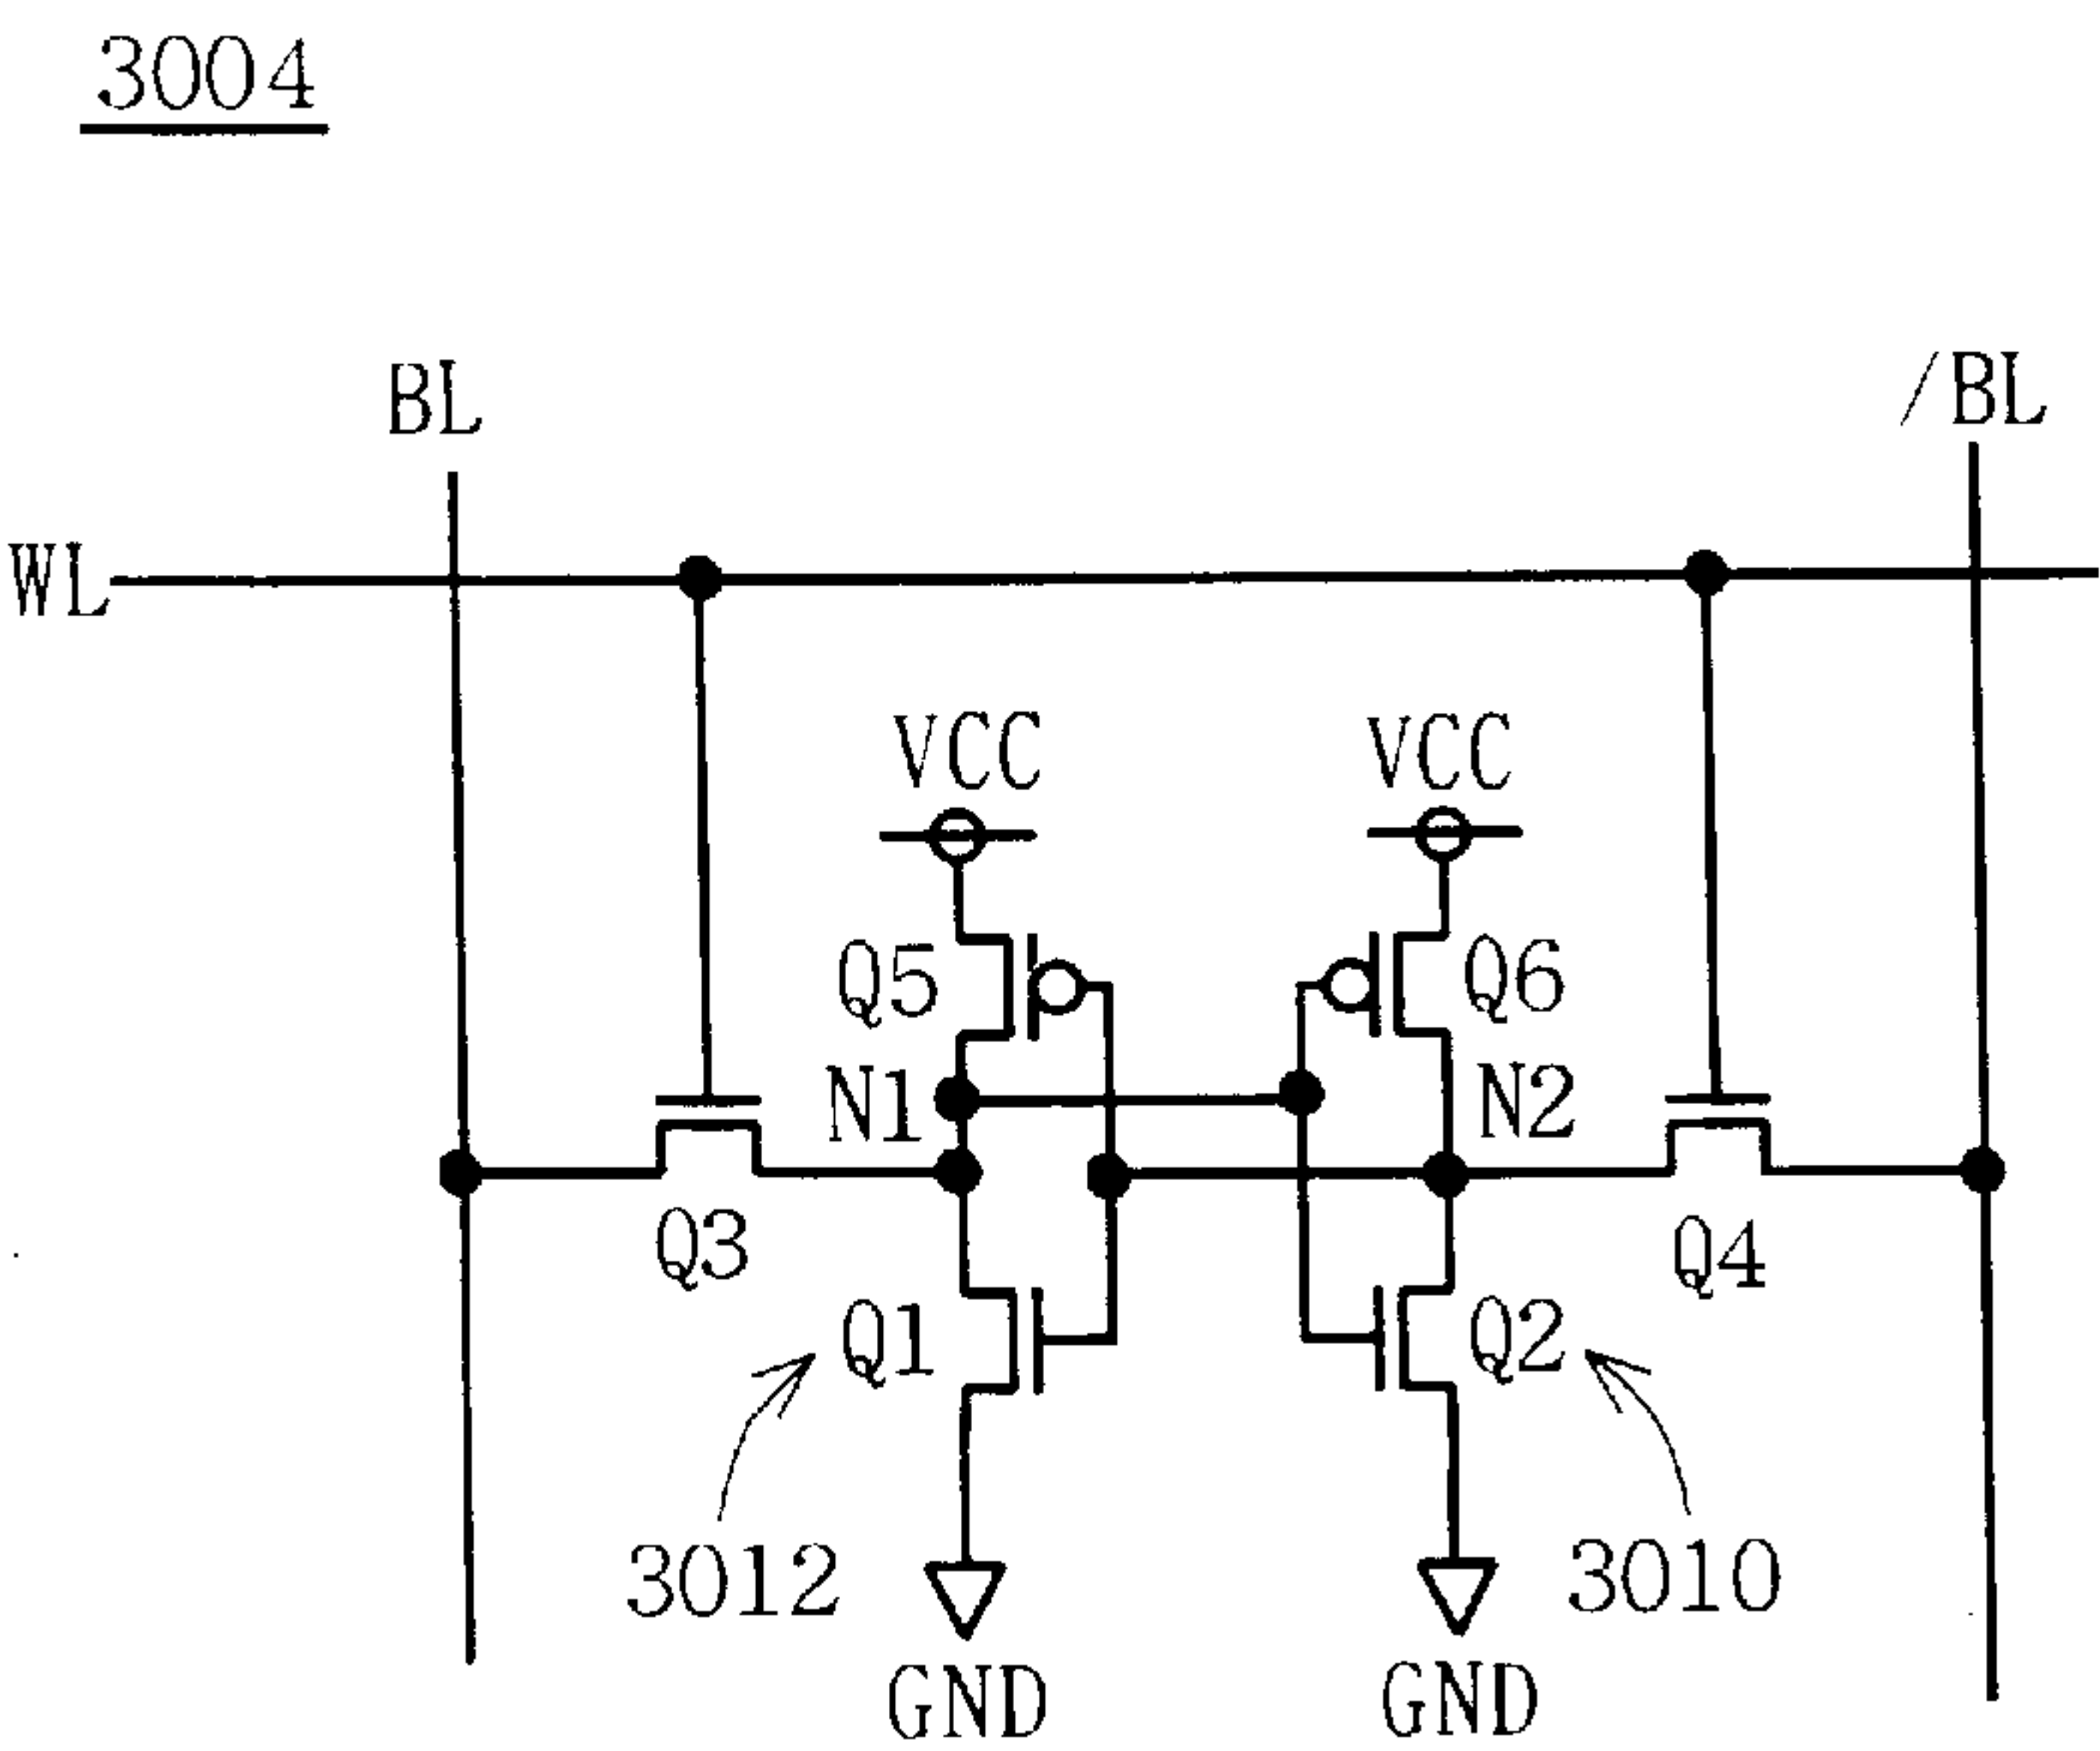 3004
BL
/BL
WL
VCC
VCC
Q5
Q6
N1
N2
Q3
Q4
Q1
Q2
3012
3010
GND
GND